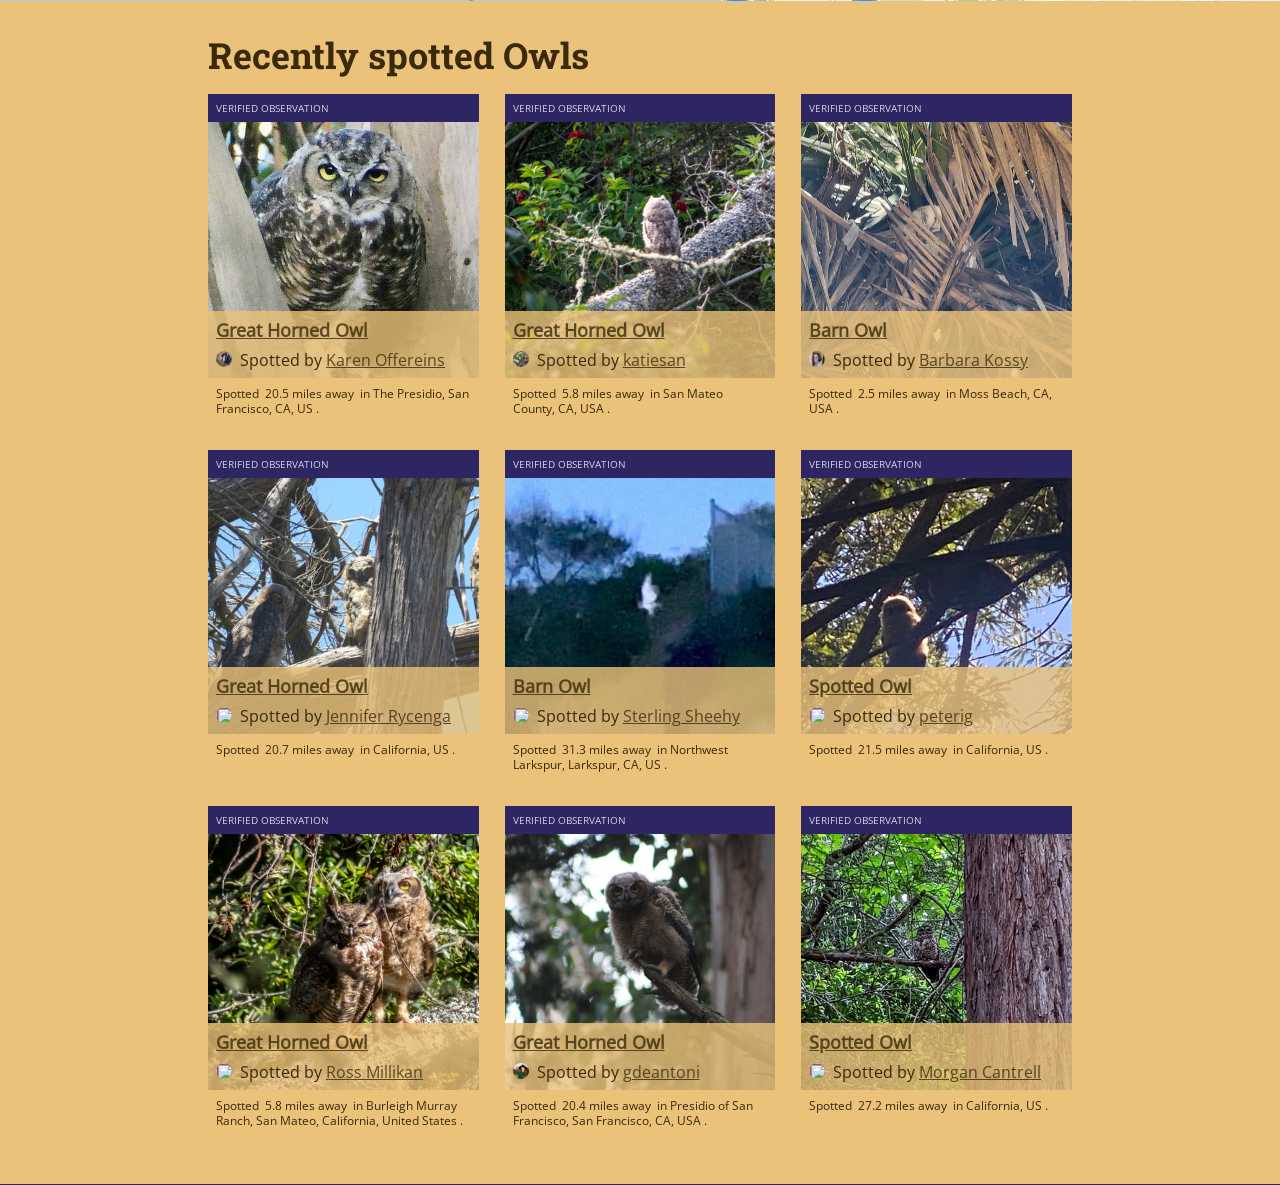 Recently spotted Owls
VERIFIED OBSERVATION
Great Horned Owl
Spotted by Karen Offereins
Spotted 20.5 miles away in The Presidio, San
Francisco, CA, US .
VERIFIED OBSERVATION
Great Horned Owl
Spotted by katiesan
Spotted 5.8 miles away in San Mateo
County, CA, USA .
VERIFIED OBSERVATION
Barn Owl
Spotted by Barbara Kossy
Spotted 2.5 miles away in Moss Beach, CA,
USA .
VERIFIED OBSERVATION
Great Horned Owl
Spotted by Jennifer Rycenga
Spotted 20.7 miles away in California, US .
VERIFIED OBSERVATION
Barn Owl
Spotted by Sterling Sheehy
Spotted 31.3 miles away in Northwest
Larkspur, Larkspur, CA, US .
VERIFIED OBSERVATION
Spotted Owl
Spotted by peterig
Spotted 21.5 miles away in California, US .
VERIFIED OBSERVATION
Great Horned Owl
Spotted by Ross Millikan
Spotted 5.8 miles away in Burleigh Murray
Ranch, San Mateo, California, United States .
VERIFIED OBSERVATION
Great Horned Owl
Spotted by gdeantoni
Spotted 20.4 miles away in Presidio of San
Francisco, San Francisco, CA, USA .
VERIFIED OBSERVATION
Spotted Owl
Spotted by Morgan Cantrell
Spotted 27.2 miles away in California, US .